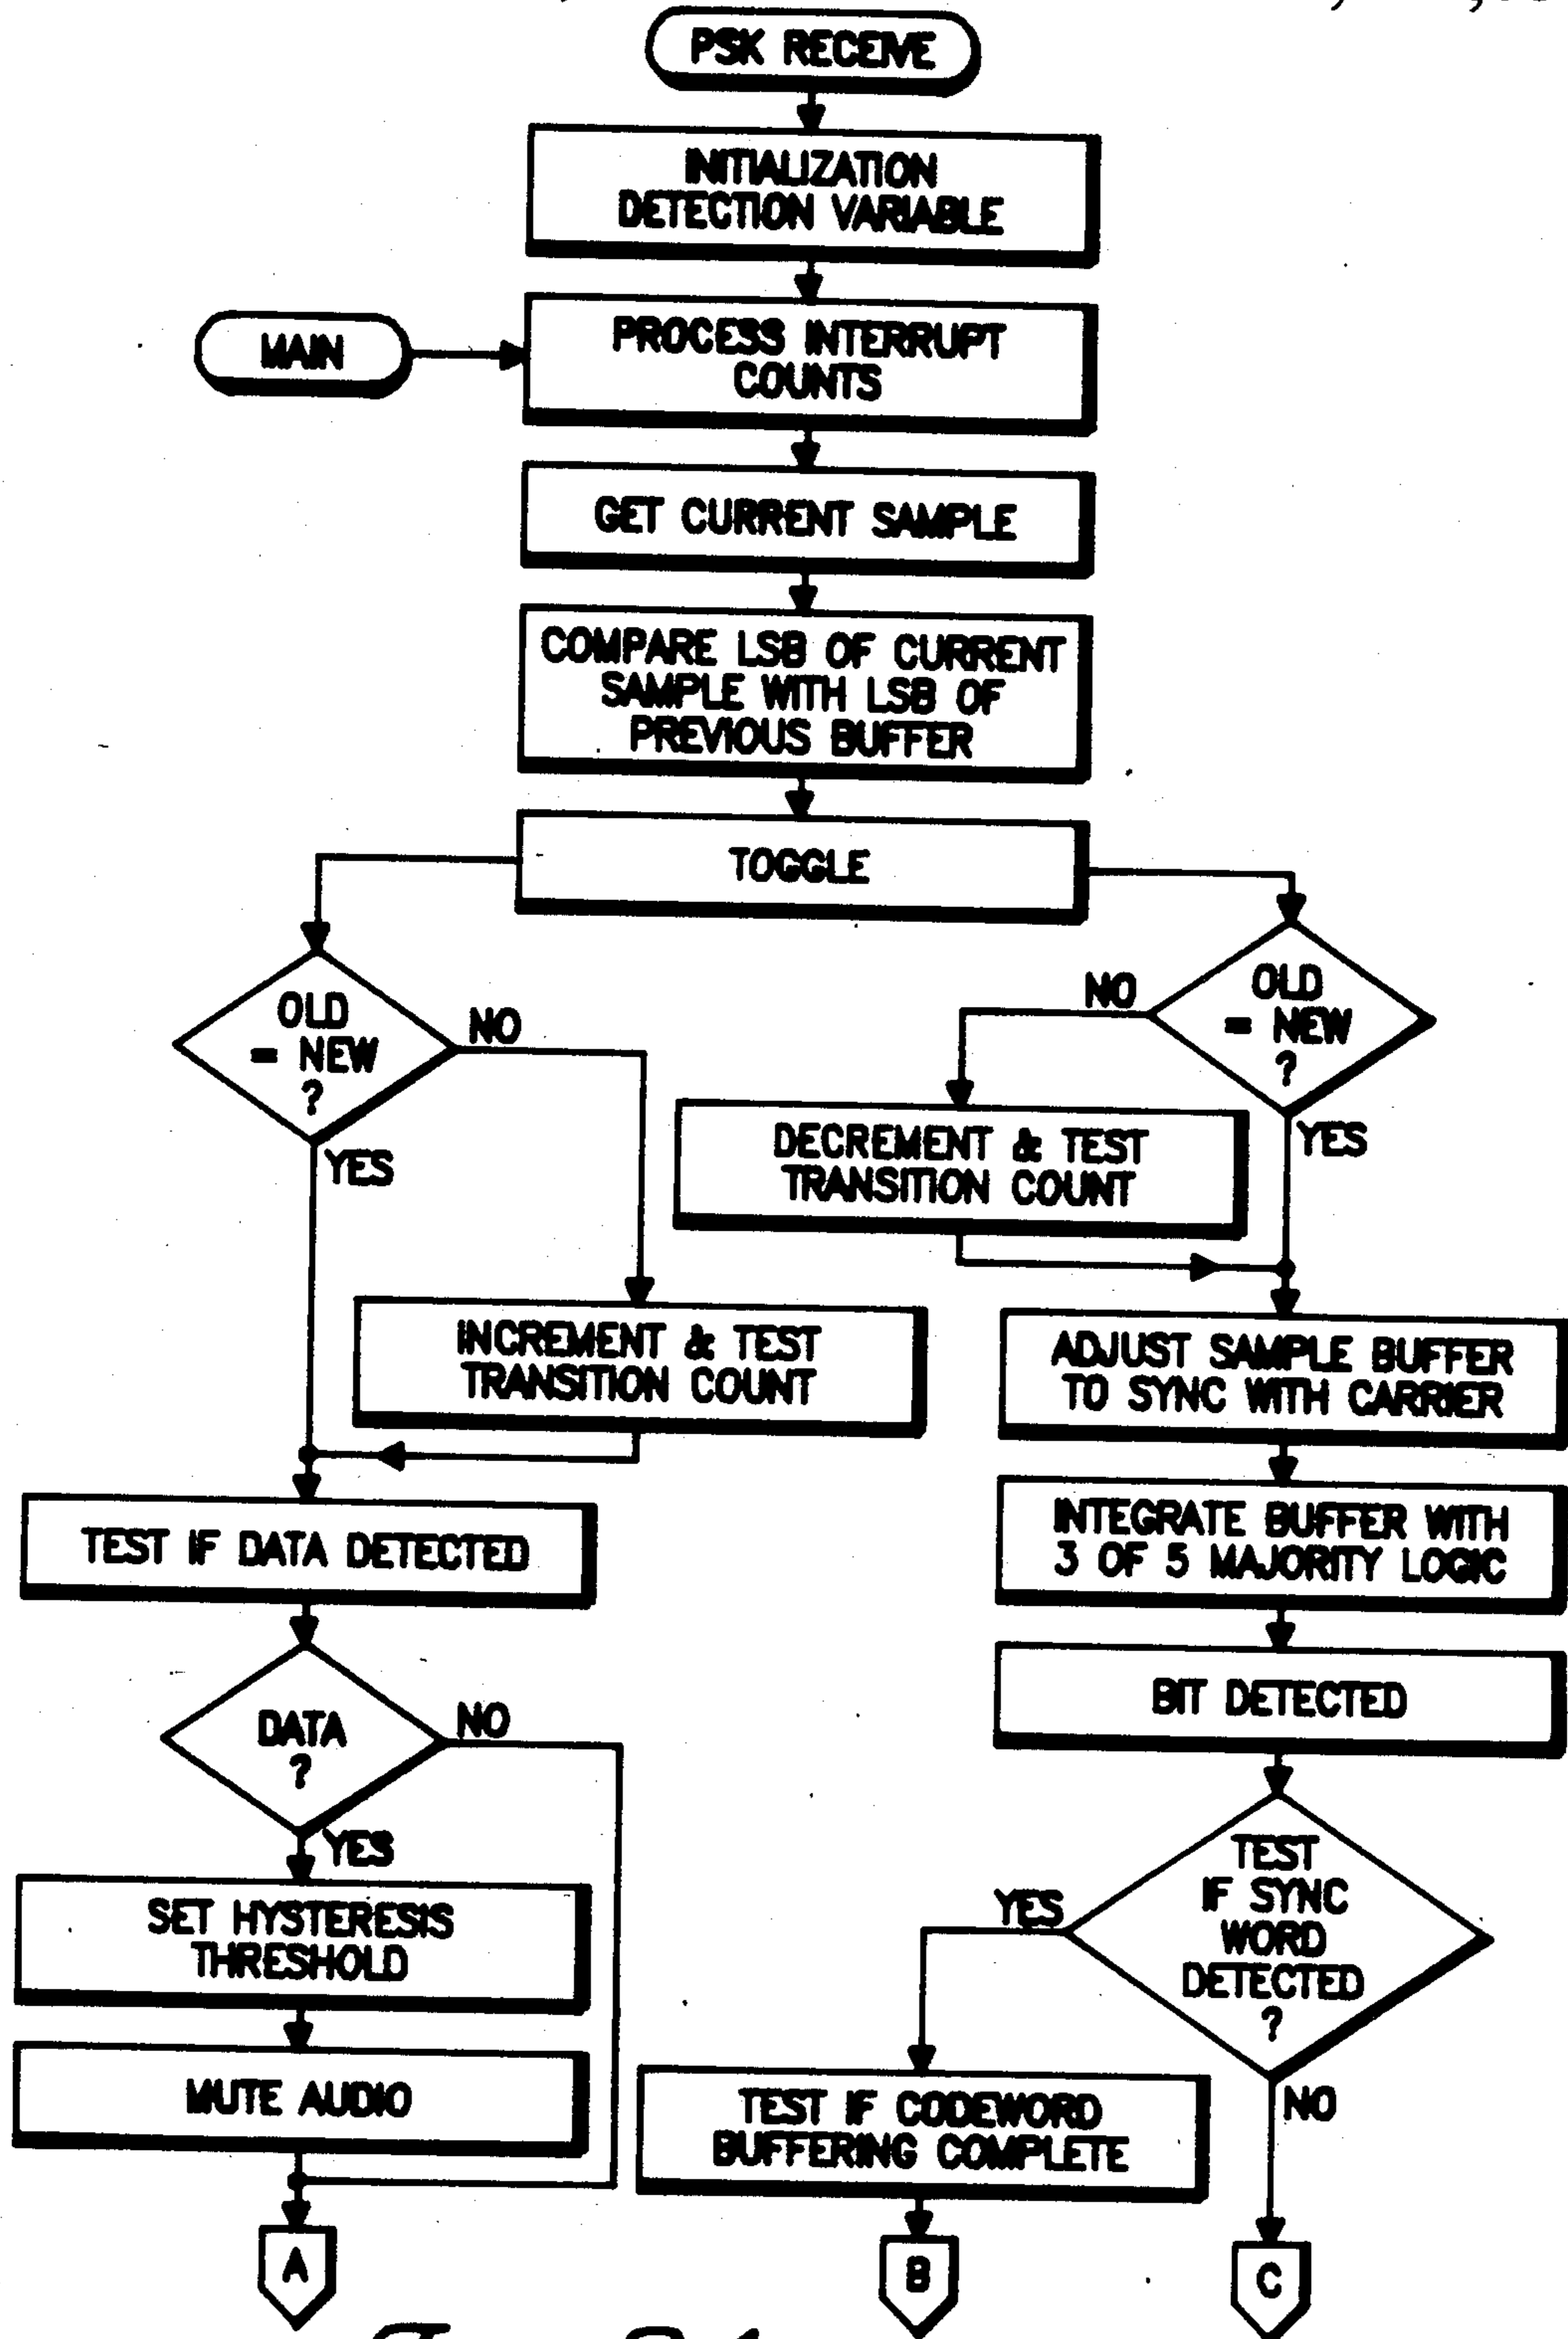 PSK RECEIVE
INITIALIZATION
DETECTION VARIABLE
MAIN
PROCESS INTERRUPT
COUNTS
GET CURRENT SAMPLE
COMPARE LSB OF CURRENT
SAMPLE WITH LSB OF
PREVIOUS BUFFER
TOGGLE
OLD
= NEW
?
NO
YES
NO
OLD
= NEW
?
YES
DECREMENT & TEST
TRANSITION COUNT
INCREMENT & TEST
TRANSITION COUNT
ADJUST SAMPLE BUFFER
TO SYNC WITH CARRIER
TEST IF DATA DETECTED
INTEGRATE BUFFER WITH
3 OF 5 MAJORITY LOGIC
BIT DETECTED
DATA
?
NO
YES
SET HYSTERESIS
THRESHOLD
MUTE AUDIO
YES
TEST
IF SYNC
WORD
DETECTED
?
NO
TEST IF CODEWORD
BUFFERING COMPLETE
A
B
C